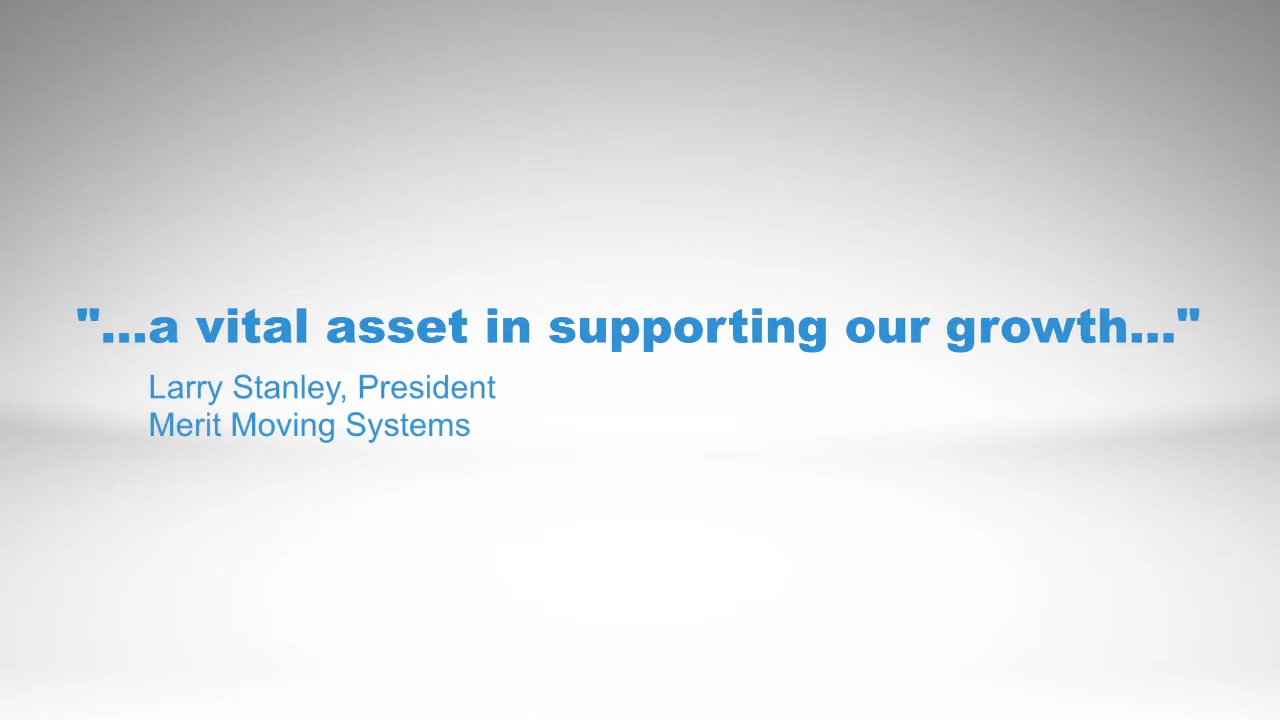 "...a vital asset in supporting our growth..."
Larry Stanley, President
Merit Moving Systems